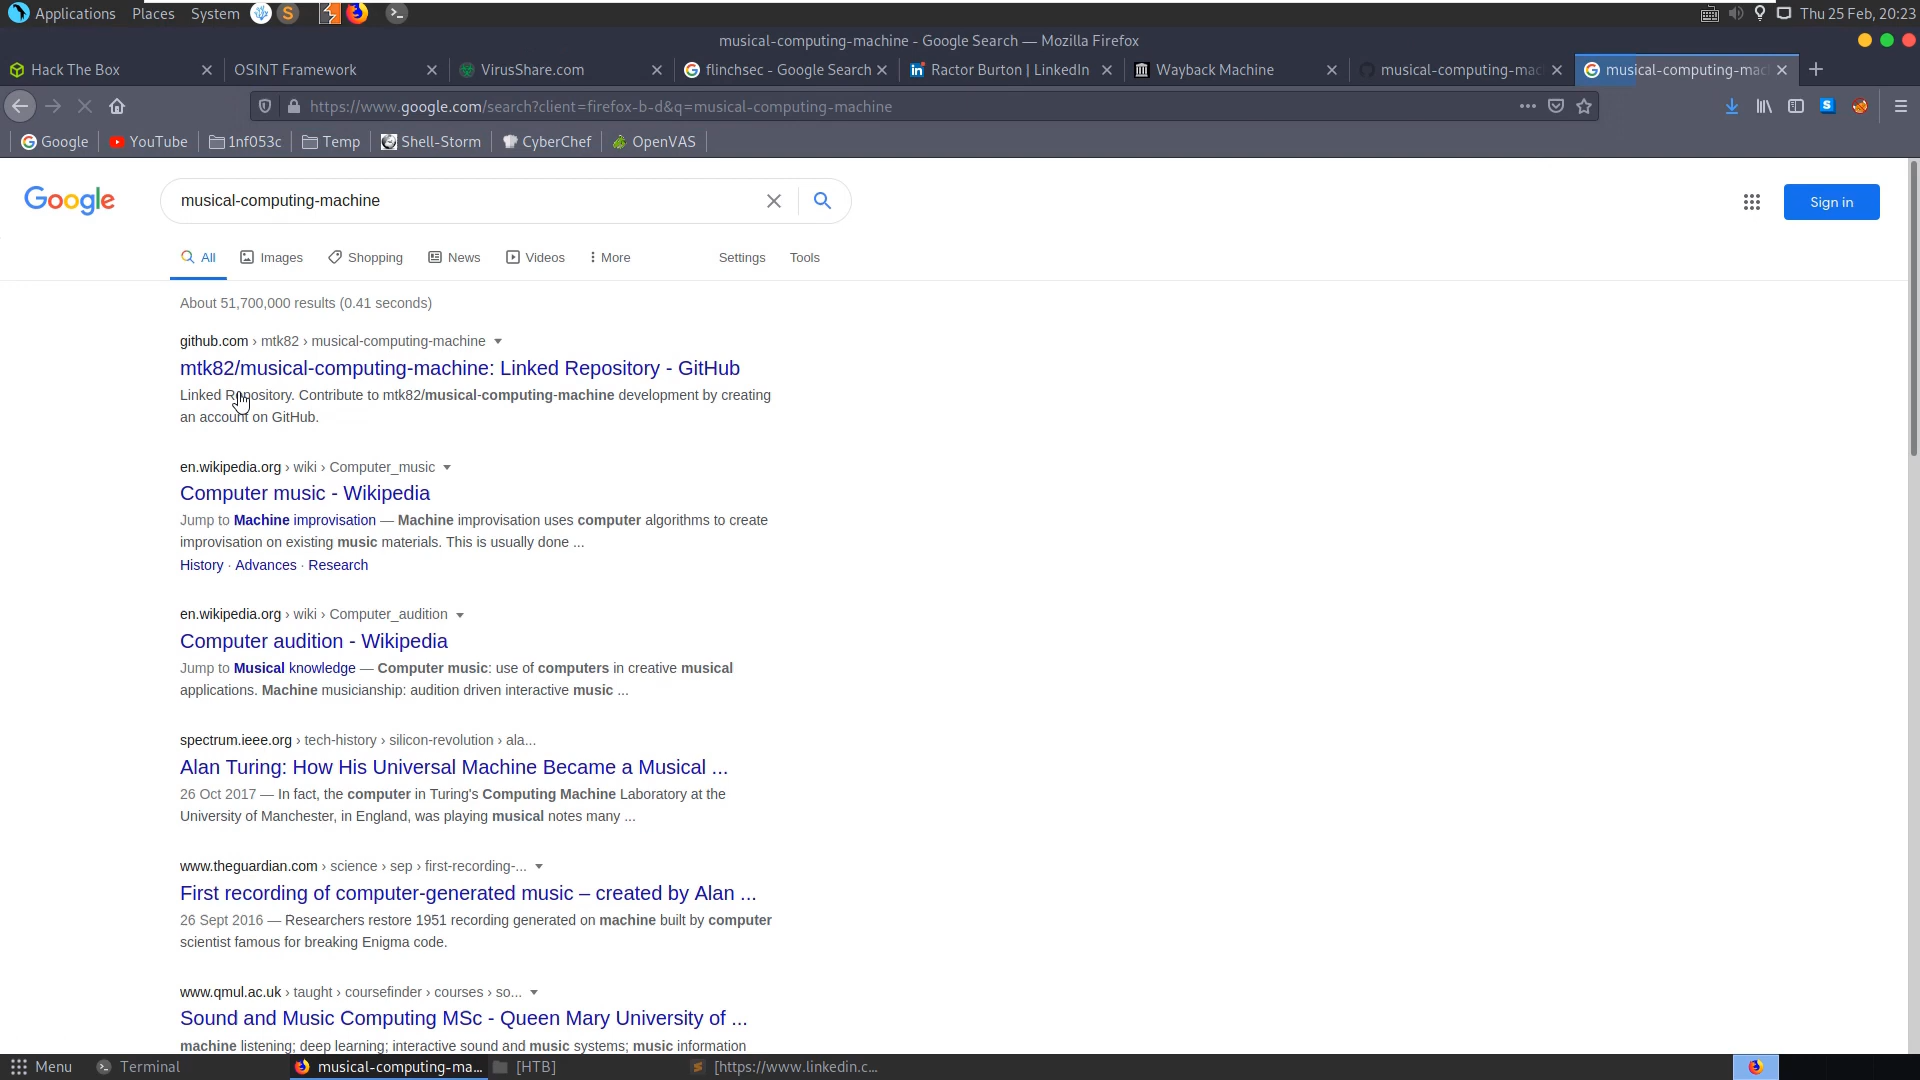 Applications Places System
Thu 25 Feb, 20:23
musical-computing-machine - Google Search — Mozilla Firefox
Hack The Box
OSINT Framework
VirusShare.com
flinchsec - Google Search
Ractor Burton | LinkedIn
Wayback Machine
musical-computing-mac
musical-computing-mac
https://www.google.com/search?client=firefox-b-d&q=musical-computing-machine
Google YouTube 1nf053c Temp Shell-Storm CyberChef OpenVAS
Google
musical-computing-machine
Sign in
All Images Shopping News Videos More Settings Tools
About 51,700,000 results (0.41 seconds)
github.com › mtk82 › musical-computing-machine
mtk82/musical-computing-machine: Linked Repository - GitHub
Linked Repository. Contribute to mtk82/musical-computing-machine development by creating
an account on GitHub.
en.wikipedia.org › wiki › Computer_music
Computer music - Wikipedia
Jump to Machine improvisation — Machine improvisation uses computer algorithms to create
improvisation on existing music materials. This is usually done ...
History · Advances · Research
en.wikipedia.org › wiki › Computer_audition
Computer audition - Wikipedia
Jump to Musical knowledge — Computer music: use of computers in creative musical
applications. Machine musicianship: audition driven interactive music ...
spectrum.ieee.org › tech-history › silicon-revolution › ala...
Alan Turing: How His Universal Machine Became a Musical ...
26 Oct 2017 — In fact, the computer in Turing's Computing Machine Laboratory at the
University of Manchester, in England, was playing musical notes many ...
www.theguardian.com › science › sep › first-recording-...
First recording of computer-generated music – created by Alan ...
26 Sept 2016 — Researchers restore 1951 recording generated on machine built by computer
scientist famous for breaking Enigma code.
www.qmul.ac.uk › taught › coursefinder › courses › so...
Sound and Music Computing MSc - Queen Mary University of ...
machine listening; deep learning; interactive sound and music systems; music information
Menu Terminal musical-computing-ma... [HTB] [https://www.linkedin.c...